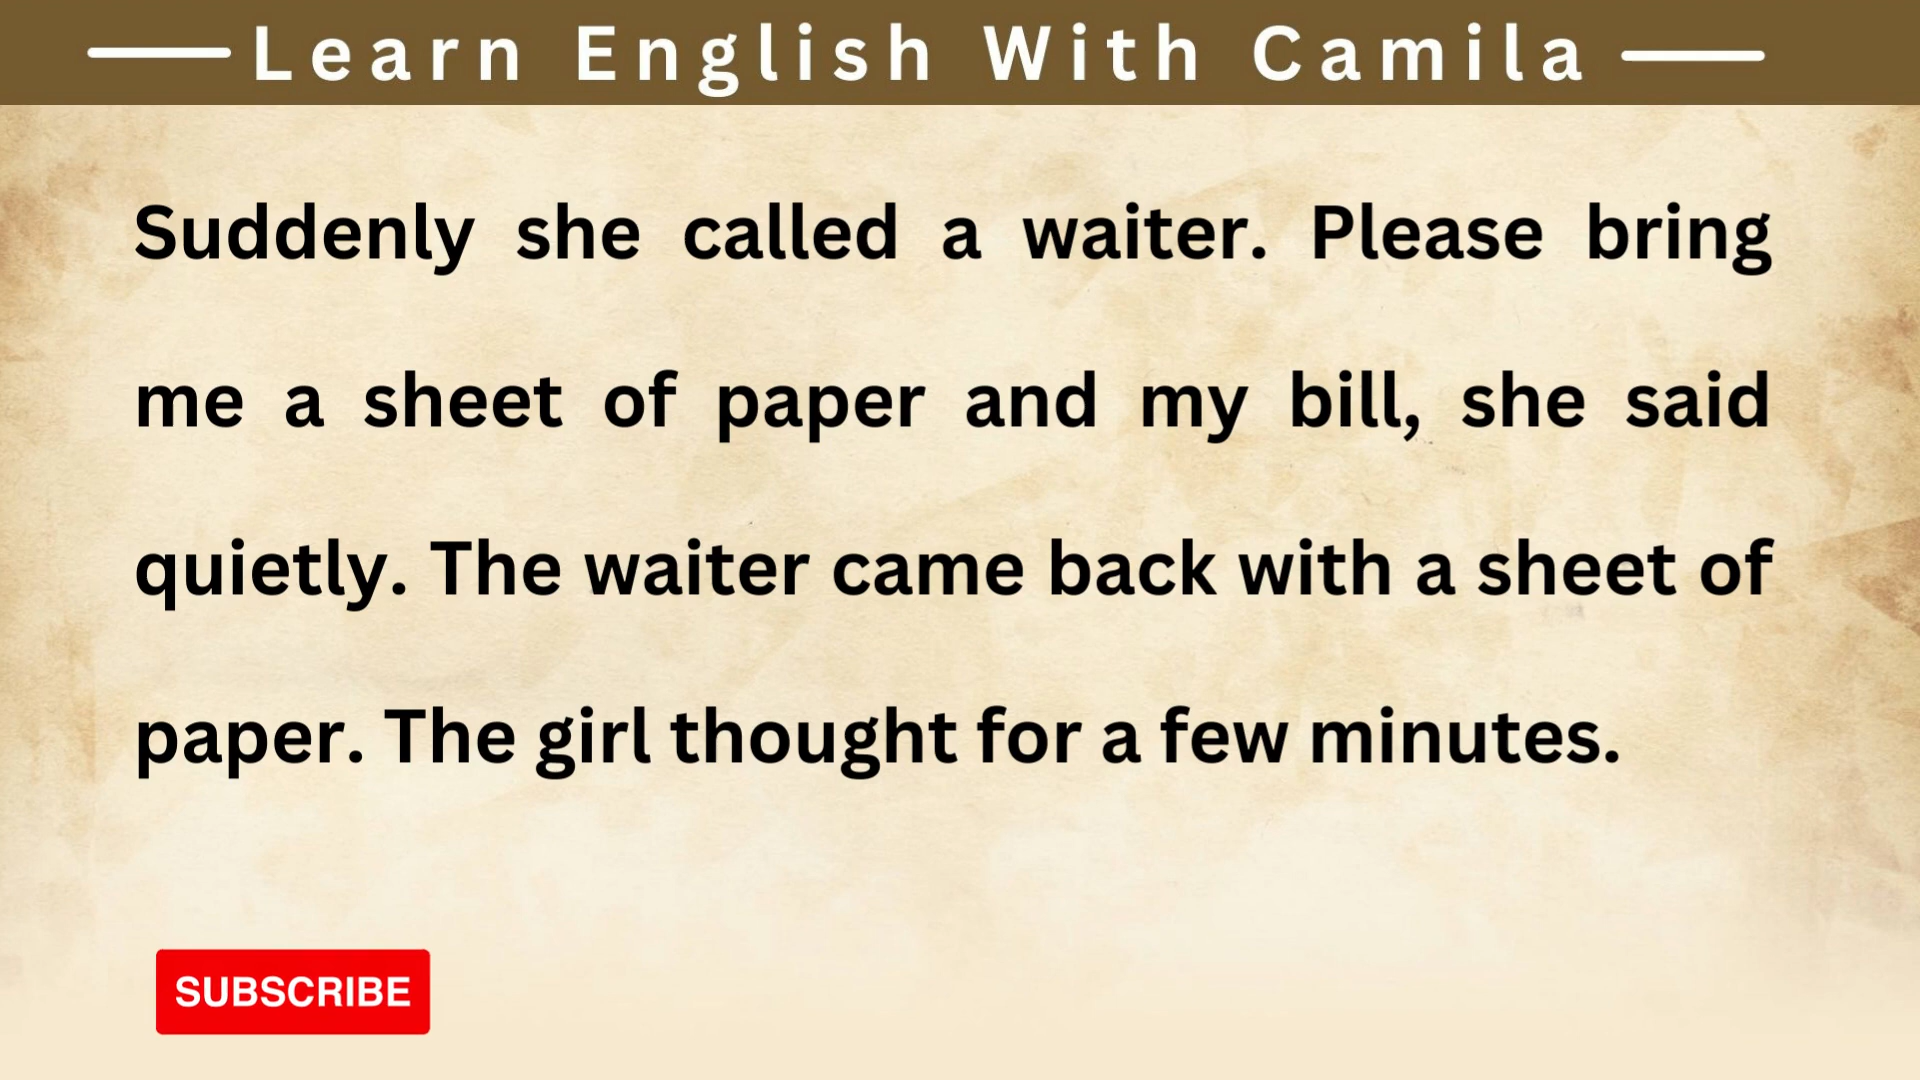 Learn English With Camila
Suddenly she called a waiter. Please bring
me a sheet of paper and my bill, she said
quietly. The waiter came back with a sheet of
paper. The girl thought for a few minutes.
SUBSCRIBE